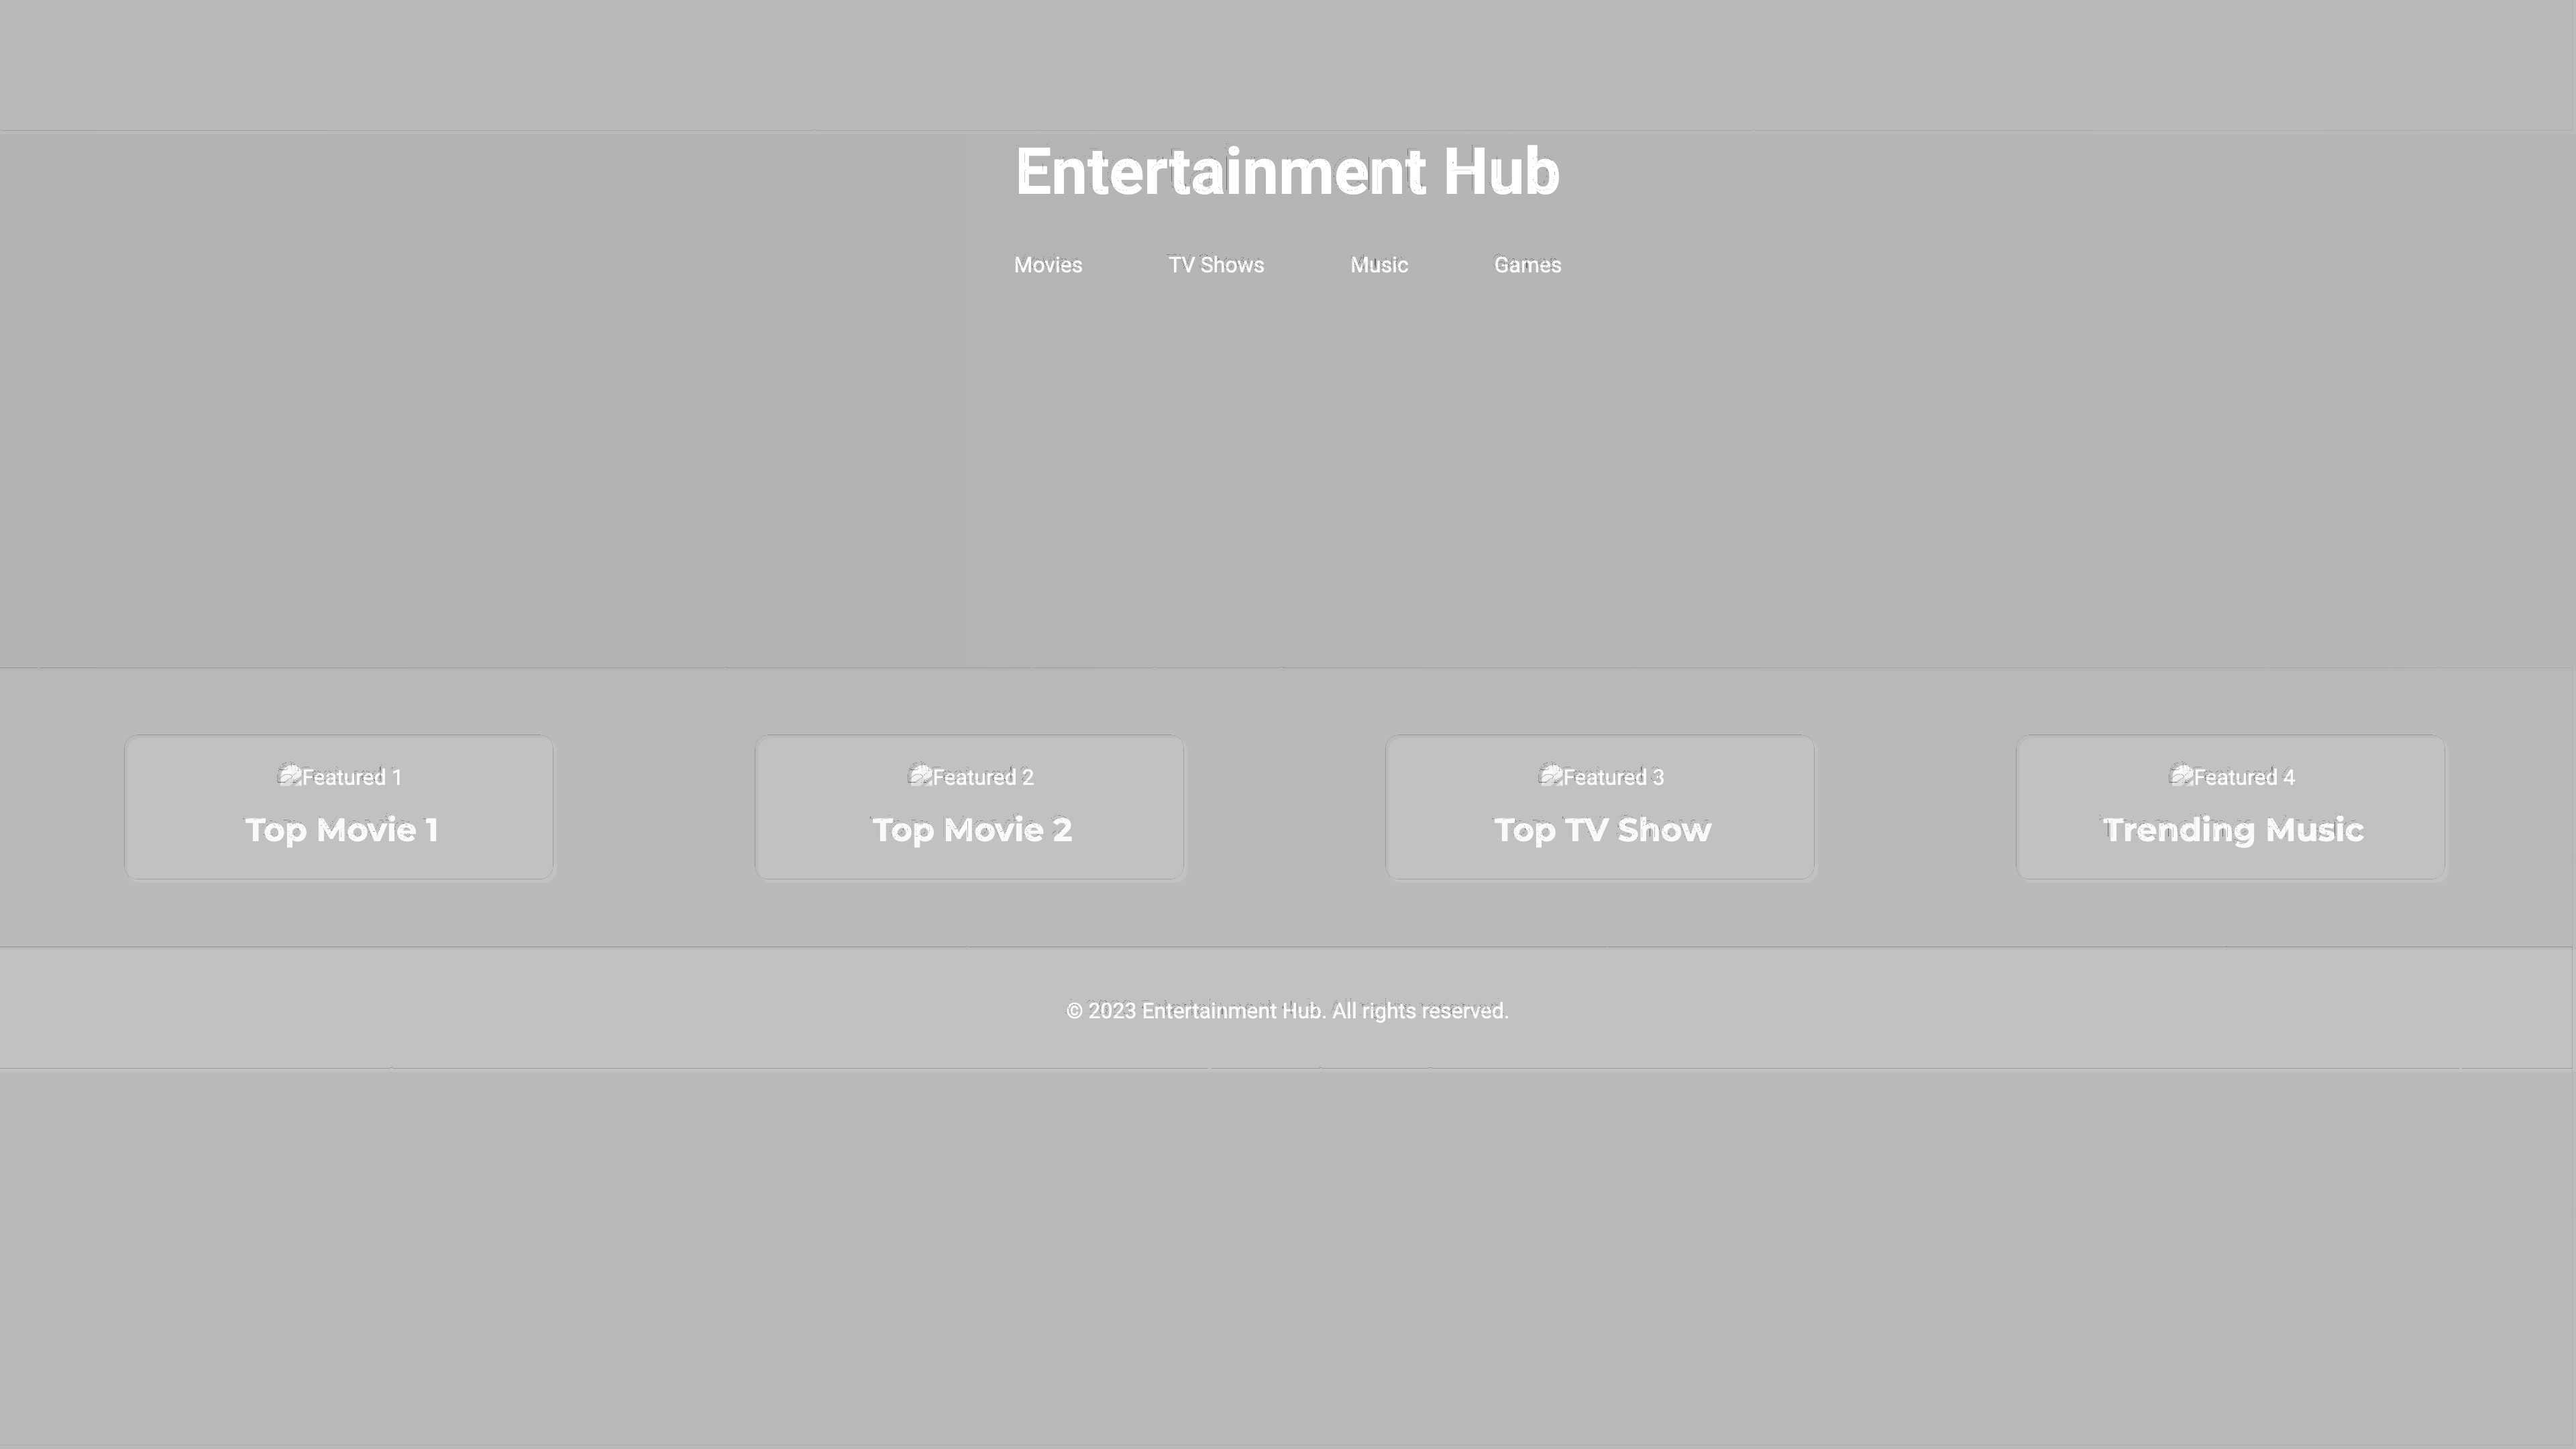 Entertainment Hub
Movies TV Shows Music Games
Featured 1 Featured 2 Featured 3 Featured 4
Top Movie 1 Top Movie 2 Top TV Show Trending Music
© 2023 Entertainment Hub. All rights reserved.